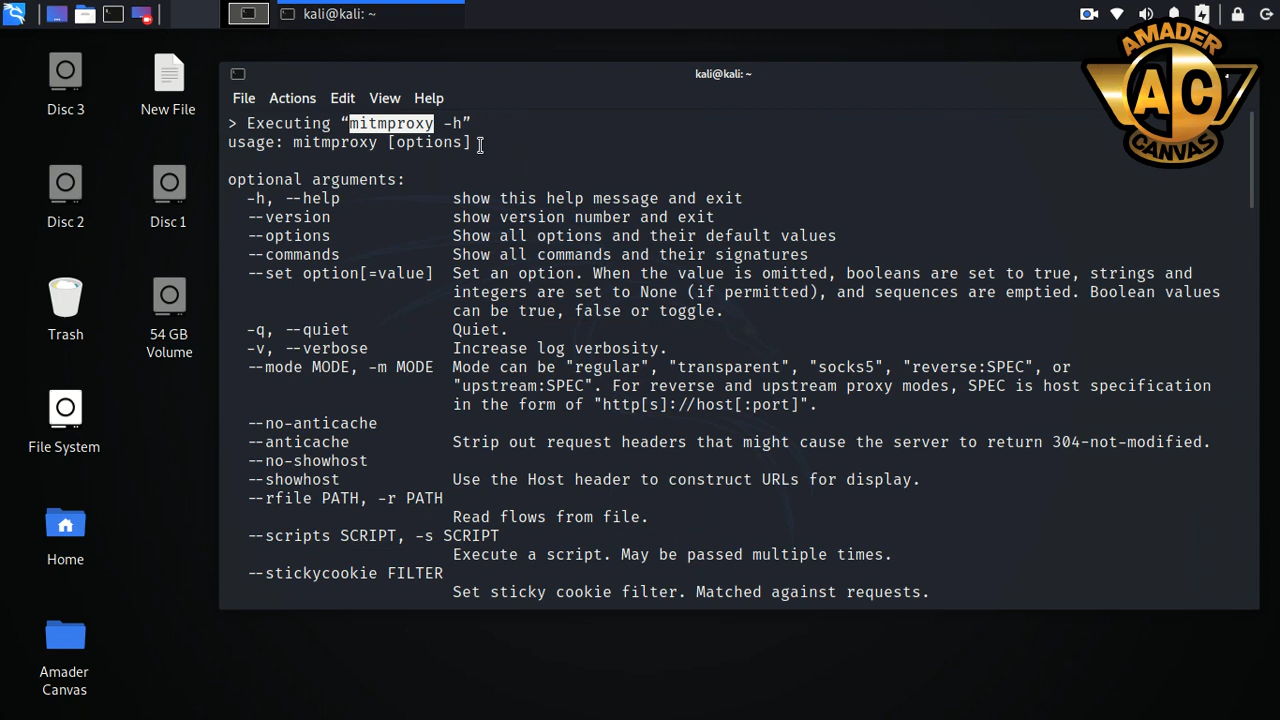 kali@kali: ~
AMADER
AC
CANVAS
Disc 3
New File
Disc 2
Disc 1
Trash
54 GB
Volume
File System
Home
Amader
Canvas
kali@kali: ~
File Actions Edit View Help
> Executing “mitmproxy -h”
usage: mitmproxy [options]
optional arguments:
-h, --help show this help message and exit
--version show version number and exit
--options Show all options and their default values
--commands Show all commands and their signatures
--set option[=value] Set an option. When the value is omitted, booleans are set to true, strings and
integers are set to None (if permitted), and sequences are emptied. Boolean values
can be true, false or toggle.
-q, --quiet Quiet.
-v, --verbose Increase log verbosity.
--mode MODE, -m MODE Mode can be "regular", "transparent", "socks5", "reverse:SPEC", or
"upstream:SPEC". For reverse and upstream proxy modes, SPEC is host specification
in the form of "http[s]://host[:port]".
--no-anticache
--anticache Strip out request headers that might cause the server to return 304-not-modified.
--no-showhost
--showhost Use the Host header to construct URLs for display.
--rfile PATH, -r PATH
Read flows from file.
--scripts SCRIPT, -s SCRIPT
Execute a script. May be passed multiple times.
--stickycookie FILTER
Set sticky cookie filter. Matched against requests.